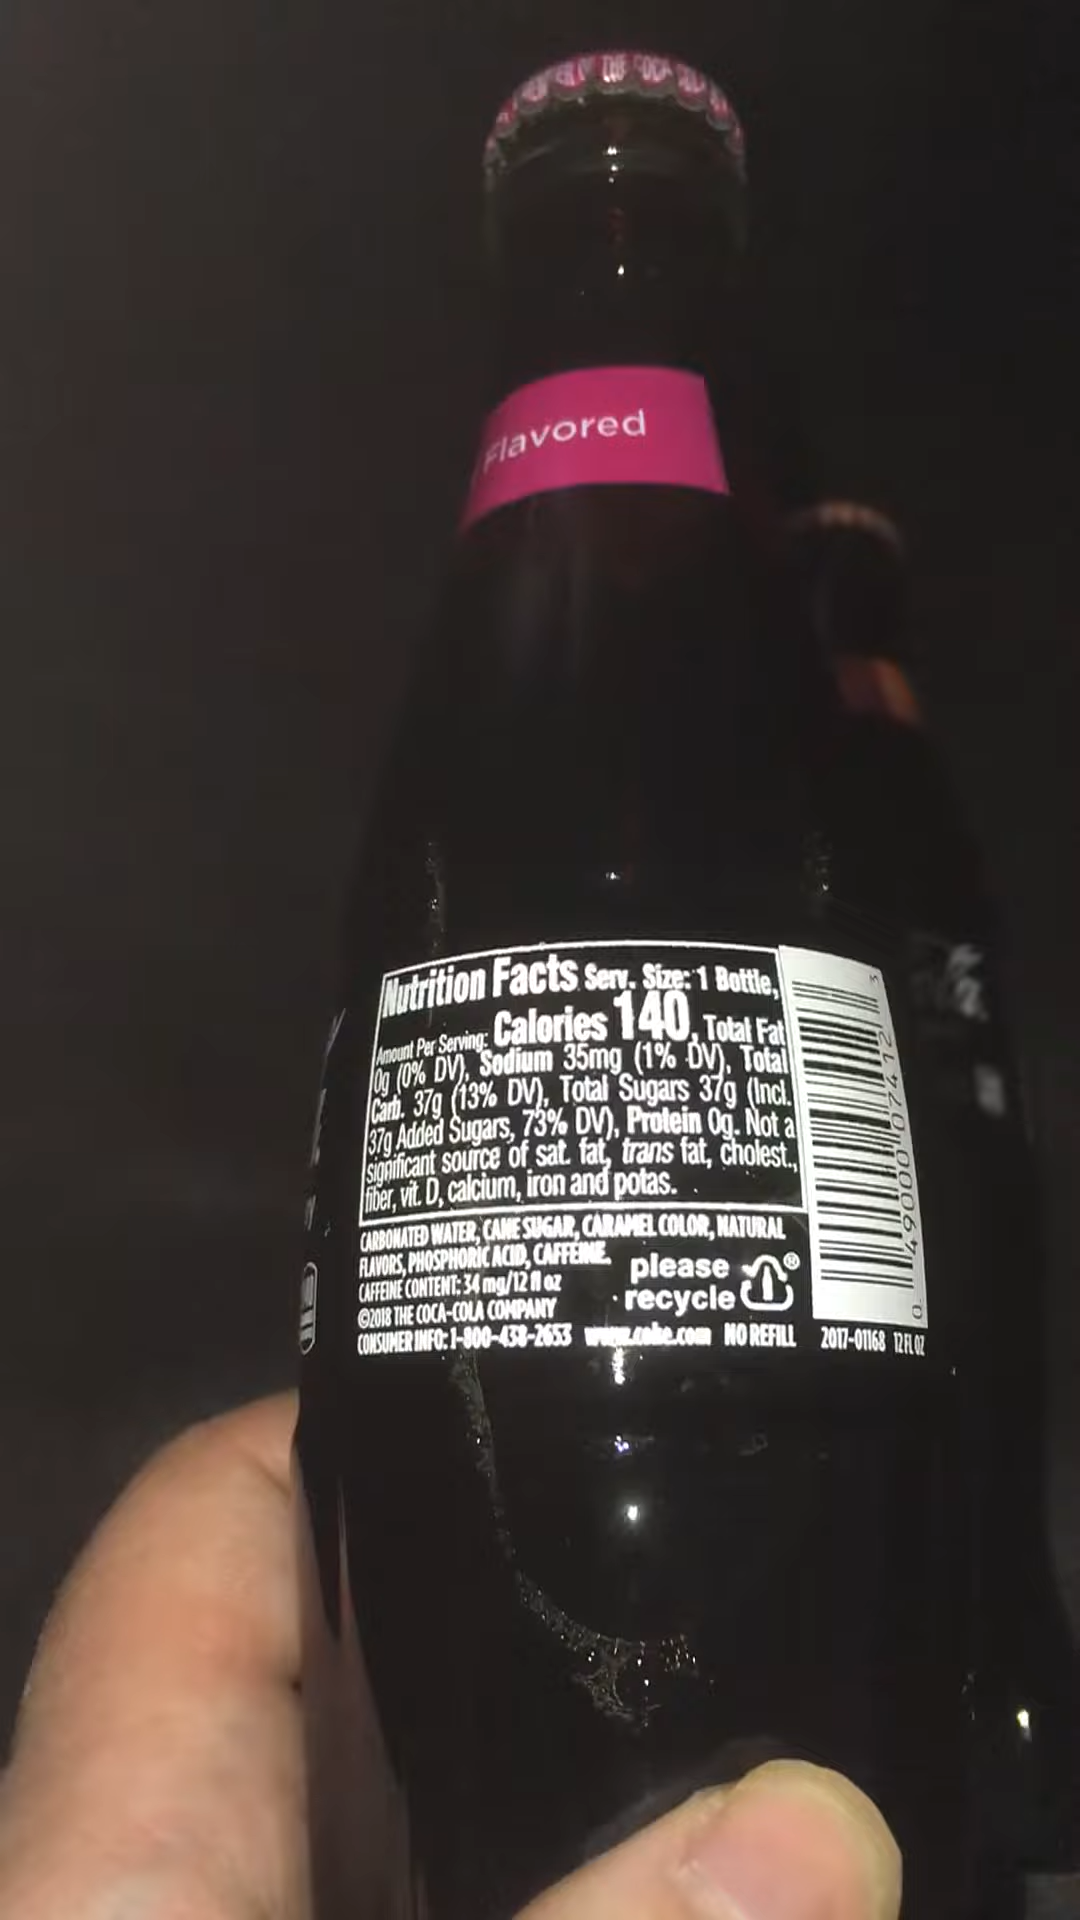 THE COCA-COLA
Flavored
Nutrition Facts Serv. Size: 1 Bottle,
Amount Per Serving: Calories 140, Total Fat
0g (0% DV), Sodium 35mg (1% DV), Total
Carb. 37g (13% DV), Total Sugars 37g (Incl.
37g Added Sugars, 73% DV), Protein 0g. Not a
significant source of sat. fat, trans fat, cholest.,
fiber, vit. D, calcium, iron and potas.
CARBONATED WATER, CANE SUGAR, CARAMEL COLOR, NATURAL
FLAVORS, PHOSPHORIC ACID, CAFFEINE.
CAFFEINE CONTENT: 34 mg/12 fl oz
©2018 THE COCA-COLA COMPANY
CONSUMER INFO: 1-800-438-2653 www.coke.com NO REFILL
please
recycle
®
0 49000 07412 3
2017-01168 12 FL OZ